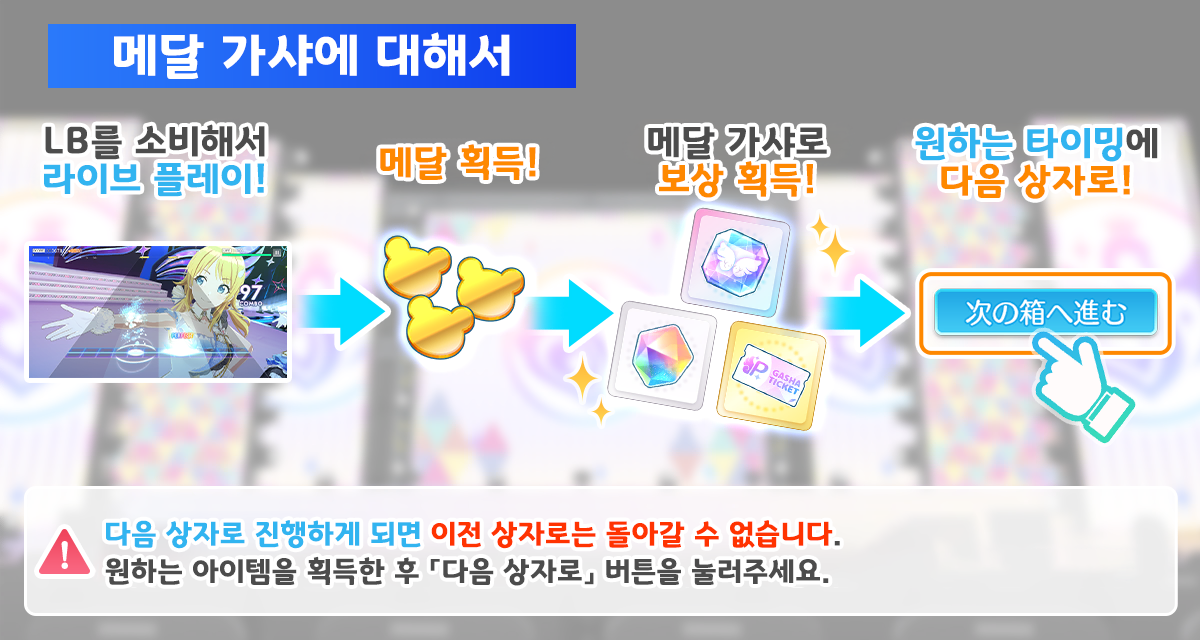 메달 가샤에 대해서
LB를 소비해서
라이브 플레이!
메달 획득!
메달 가샤로
보상 획득!
원하는 타이밍에
다음 상자로!
97
COMBO
PERFECT
GASHA
TICKET
次の箱へ進む
다음 상자로 진행하게 되면 이전 상자로는 돌아갈 수 없습니다.
원하는 아이템을 획득한 후 「다음 상자로」 버튼을 눌러주세요.